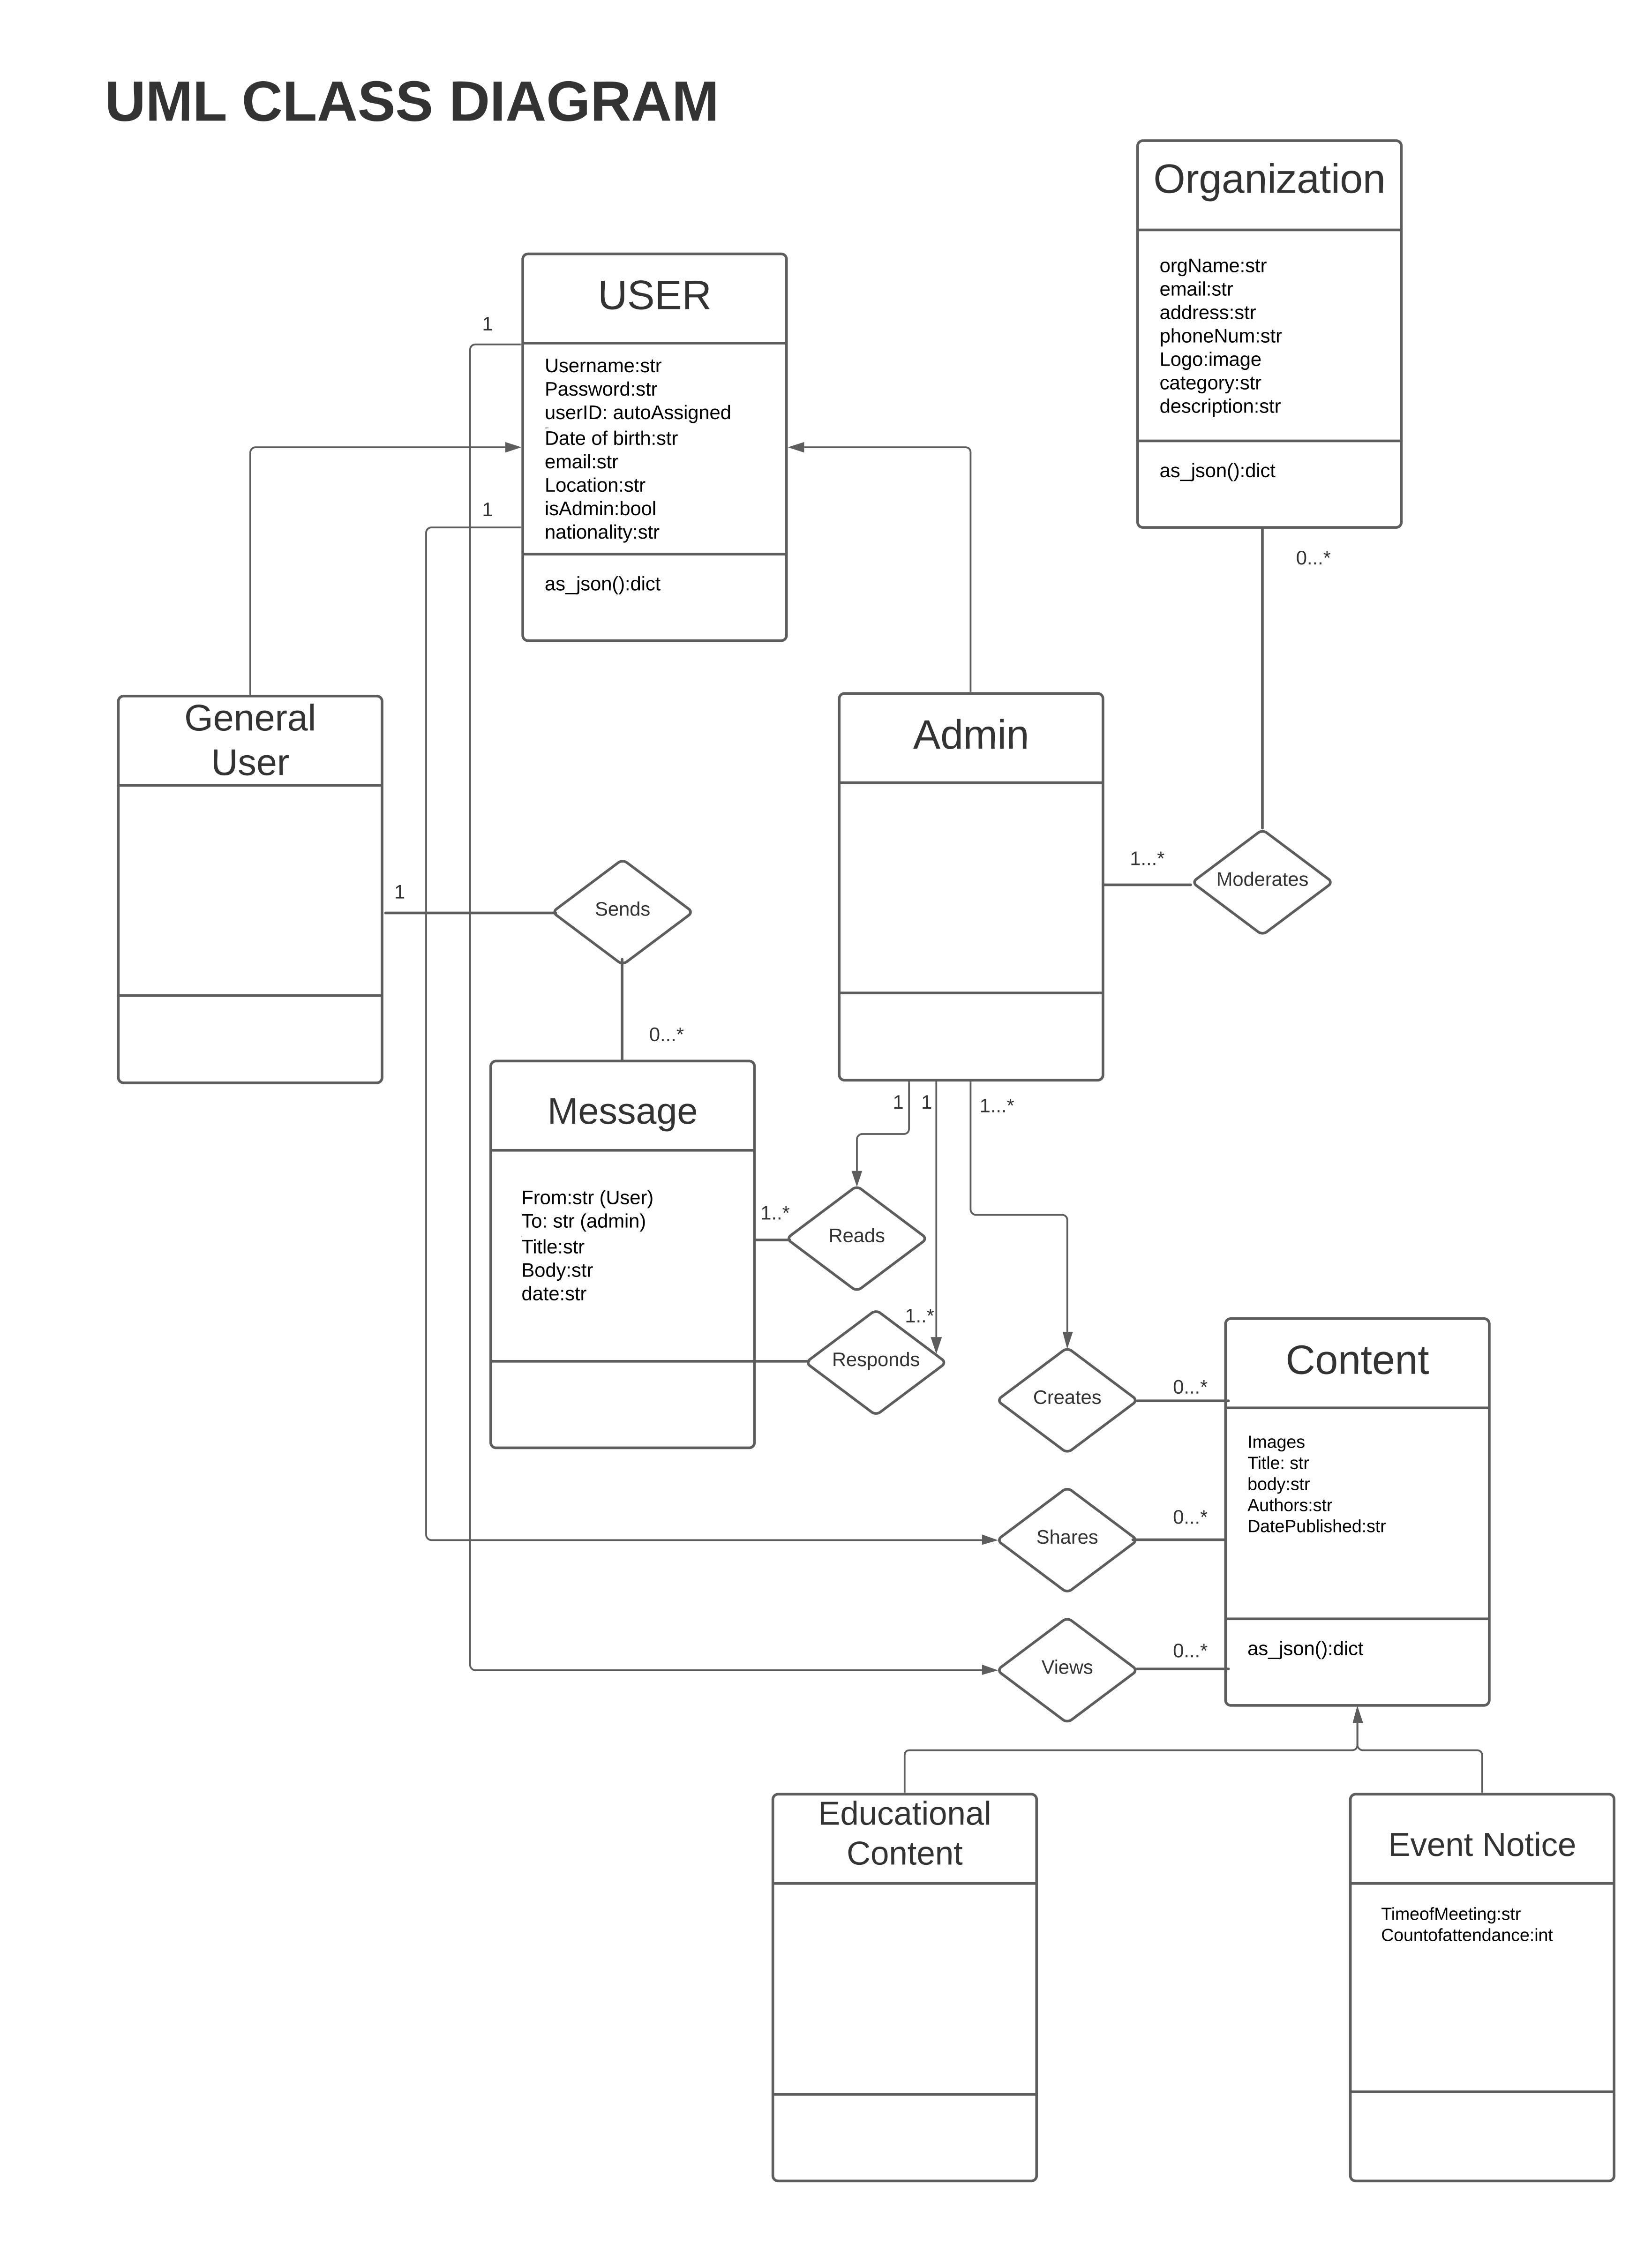 UML CLASS DIAGRAM
Organization
orgName:str
email:str
address:str
phoneNum:str
Logo:image
category:str
description:str
as_json():dict
0...*
USER
1
Username:str
Password:str
userID: autoAssigned
Date of birth:str
email:str
Location:str
isAdmin:bool
nationality:str
1
as_json():dict
General
User
1
Sends
0...*
Admin
1...*
Moderates
1
1
1...*
Message
From:str (User)
To: str (admin)
Title:str
Body:str
date:str
1..*
Reads
1..*
Responds
Creates
0...*
Content
Images
Title: str
body:str
Authors:str
DatePublished:str
Shares
0...*
Views
0...*
as_json():dict
Educational
Content
Event Notice
TimeofMeeting:str
Countofattendance:int